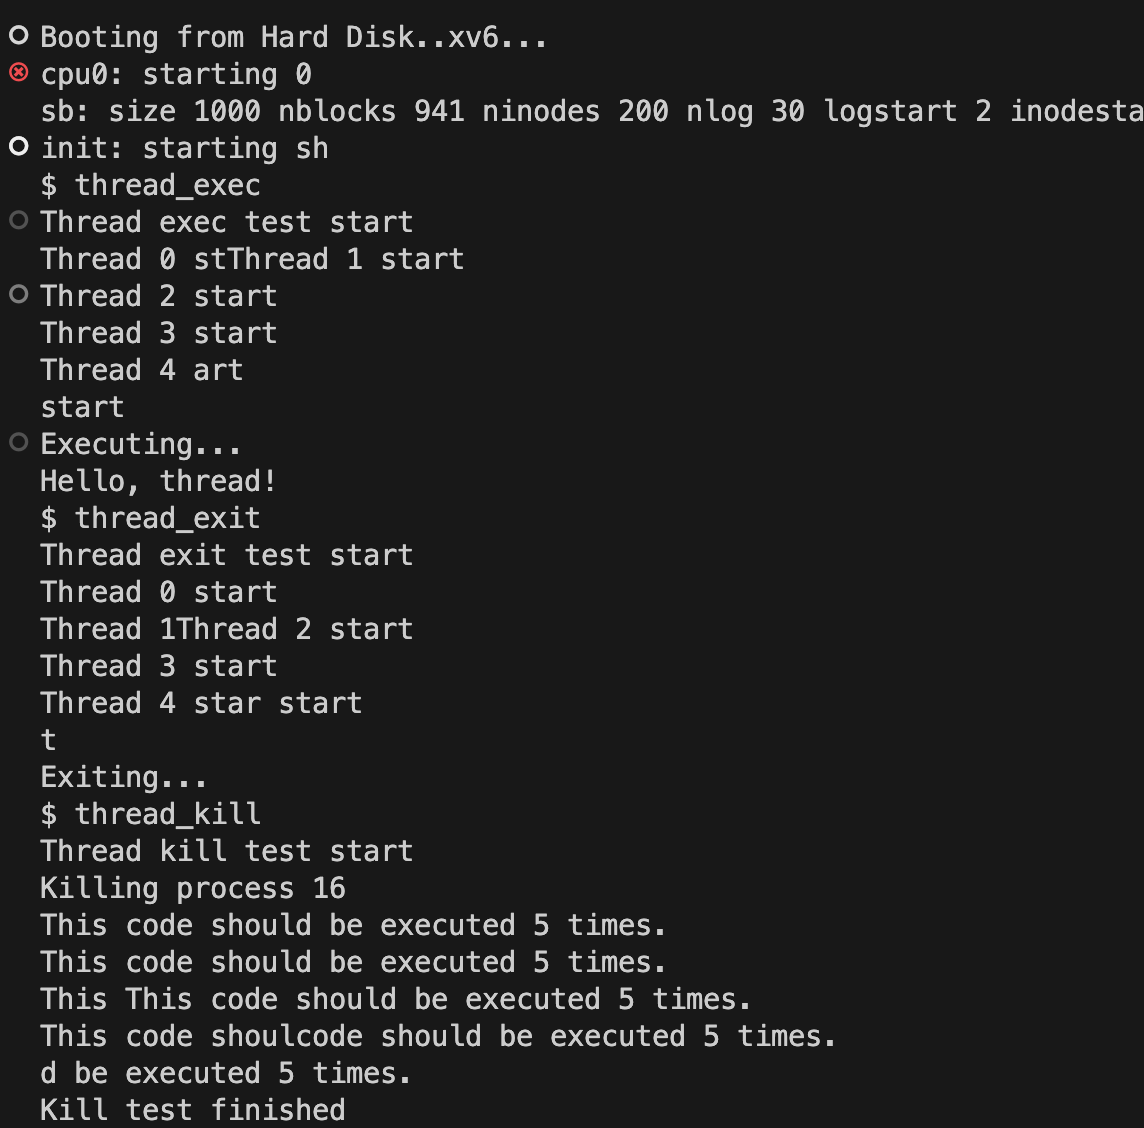 Booting from Hard Disk..xv6...
cpu0: starting 0
sb: size 1000 nblocks 941 ninodes 200 nlog 30 logstart 2 inodesta
init: starting sh
$ thread_exec
Thread exec test start
Thread 0 stThread 1 start
Thread 2 start
Thread 3 start
Thread 4 art
start
Executing...
Hello, thread!
$ thread_exit
Thread exit test start
Thread 0 start
Thread 1Thread 2 start
Thread 3 start
Thread 4 star start
t
Exiting...
$ thread_kill
Thread kill test start
Killing process 16
This code should be executed 5 times.
This code should be executed 5 times.
This This code should be executed 5 times.
This code shoulcode should be executed 5 times.
d be executed 5 times.
Kill test finished